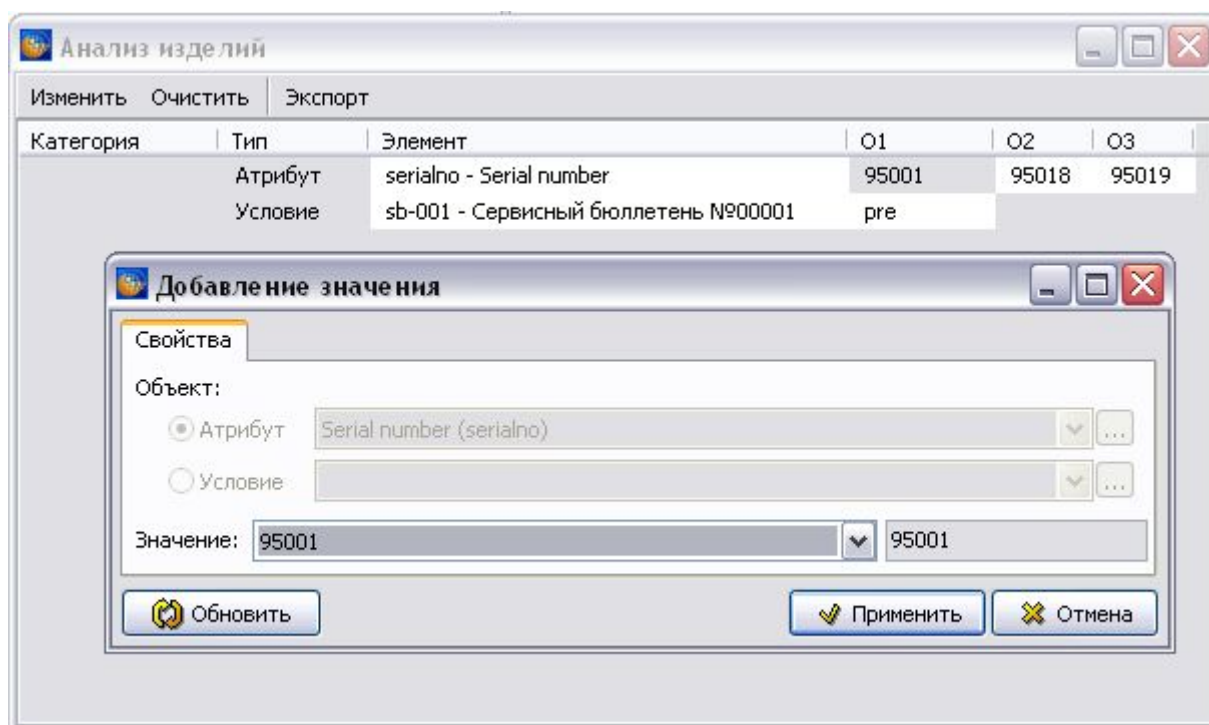 Анализ изделий
Изменить Очистить Экспорт
Категория Тип Элемент O1 O2 O3
Атрибут serialno - Serial number 95001 95018 95019
Условие sb-001 - Сервисный бюллетень №00001 pre
Добавление значения
Свойства
Объект:
Атрибут Serial number (serialno) ...
Условие ...
Значение: 95001 95001
Обновить Применить Отмена